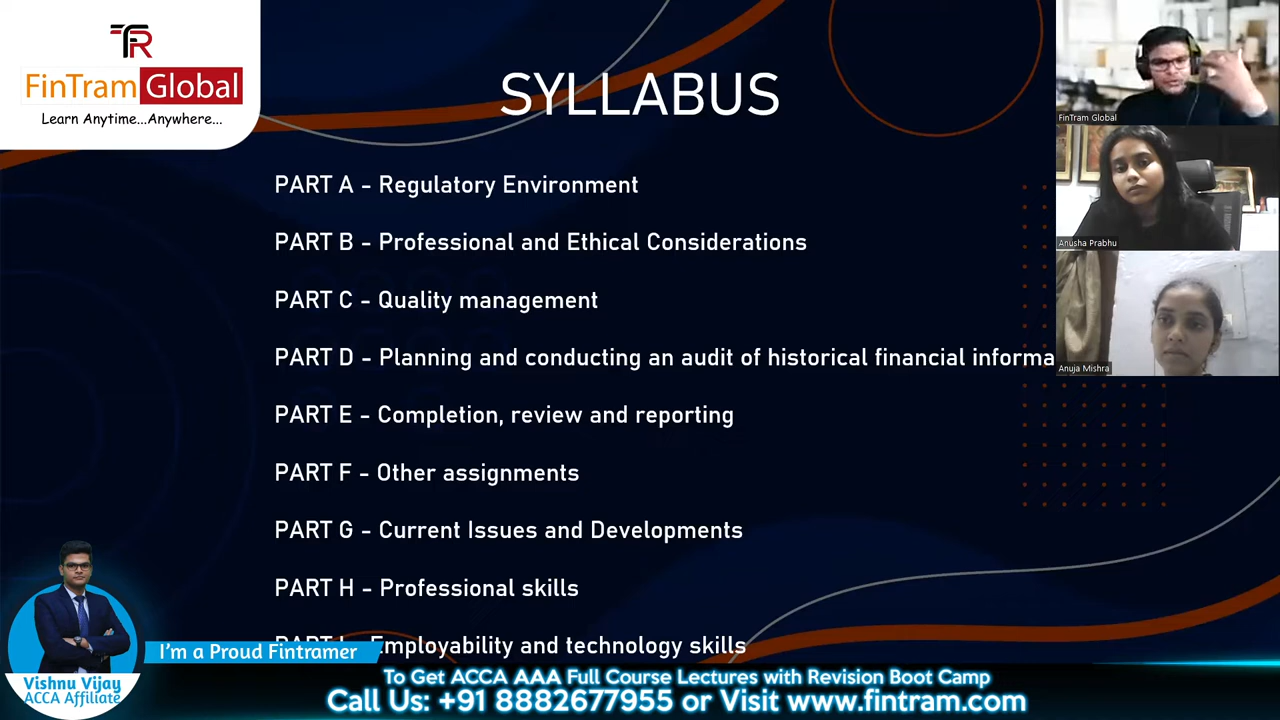 FR
FinTram Global
Learn Anytime...Anywhere...
SYLLABUS
PART A - Regulatory Environment
PART B - Professional and Ethical Considerations
PART C - Quality management
PART D - Planning and conducting an audit of historical financial informa
PART E - Completion, review and reporting
PART F - Other assignments
PART G - Current Issues and Developments
PART H - Professional skills
Employability and technology skills
FinTram Global
Anusha Prabhu
Anuja Mishra
I'm a Proud Fintramer
Vishnu Vijay
ACCA Affiliate
To Get ACCA AAA Full Course Lectures with Revision Boot Camp
Call Us: +91 8882677955 or Visit www.fintram.com